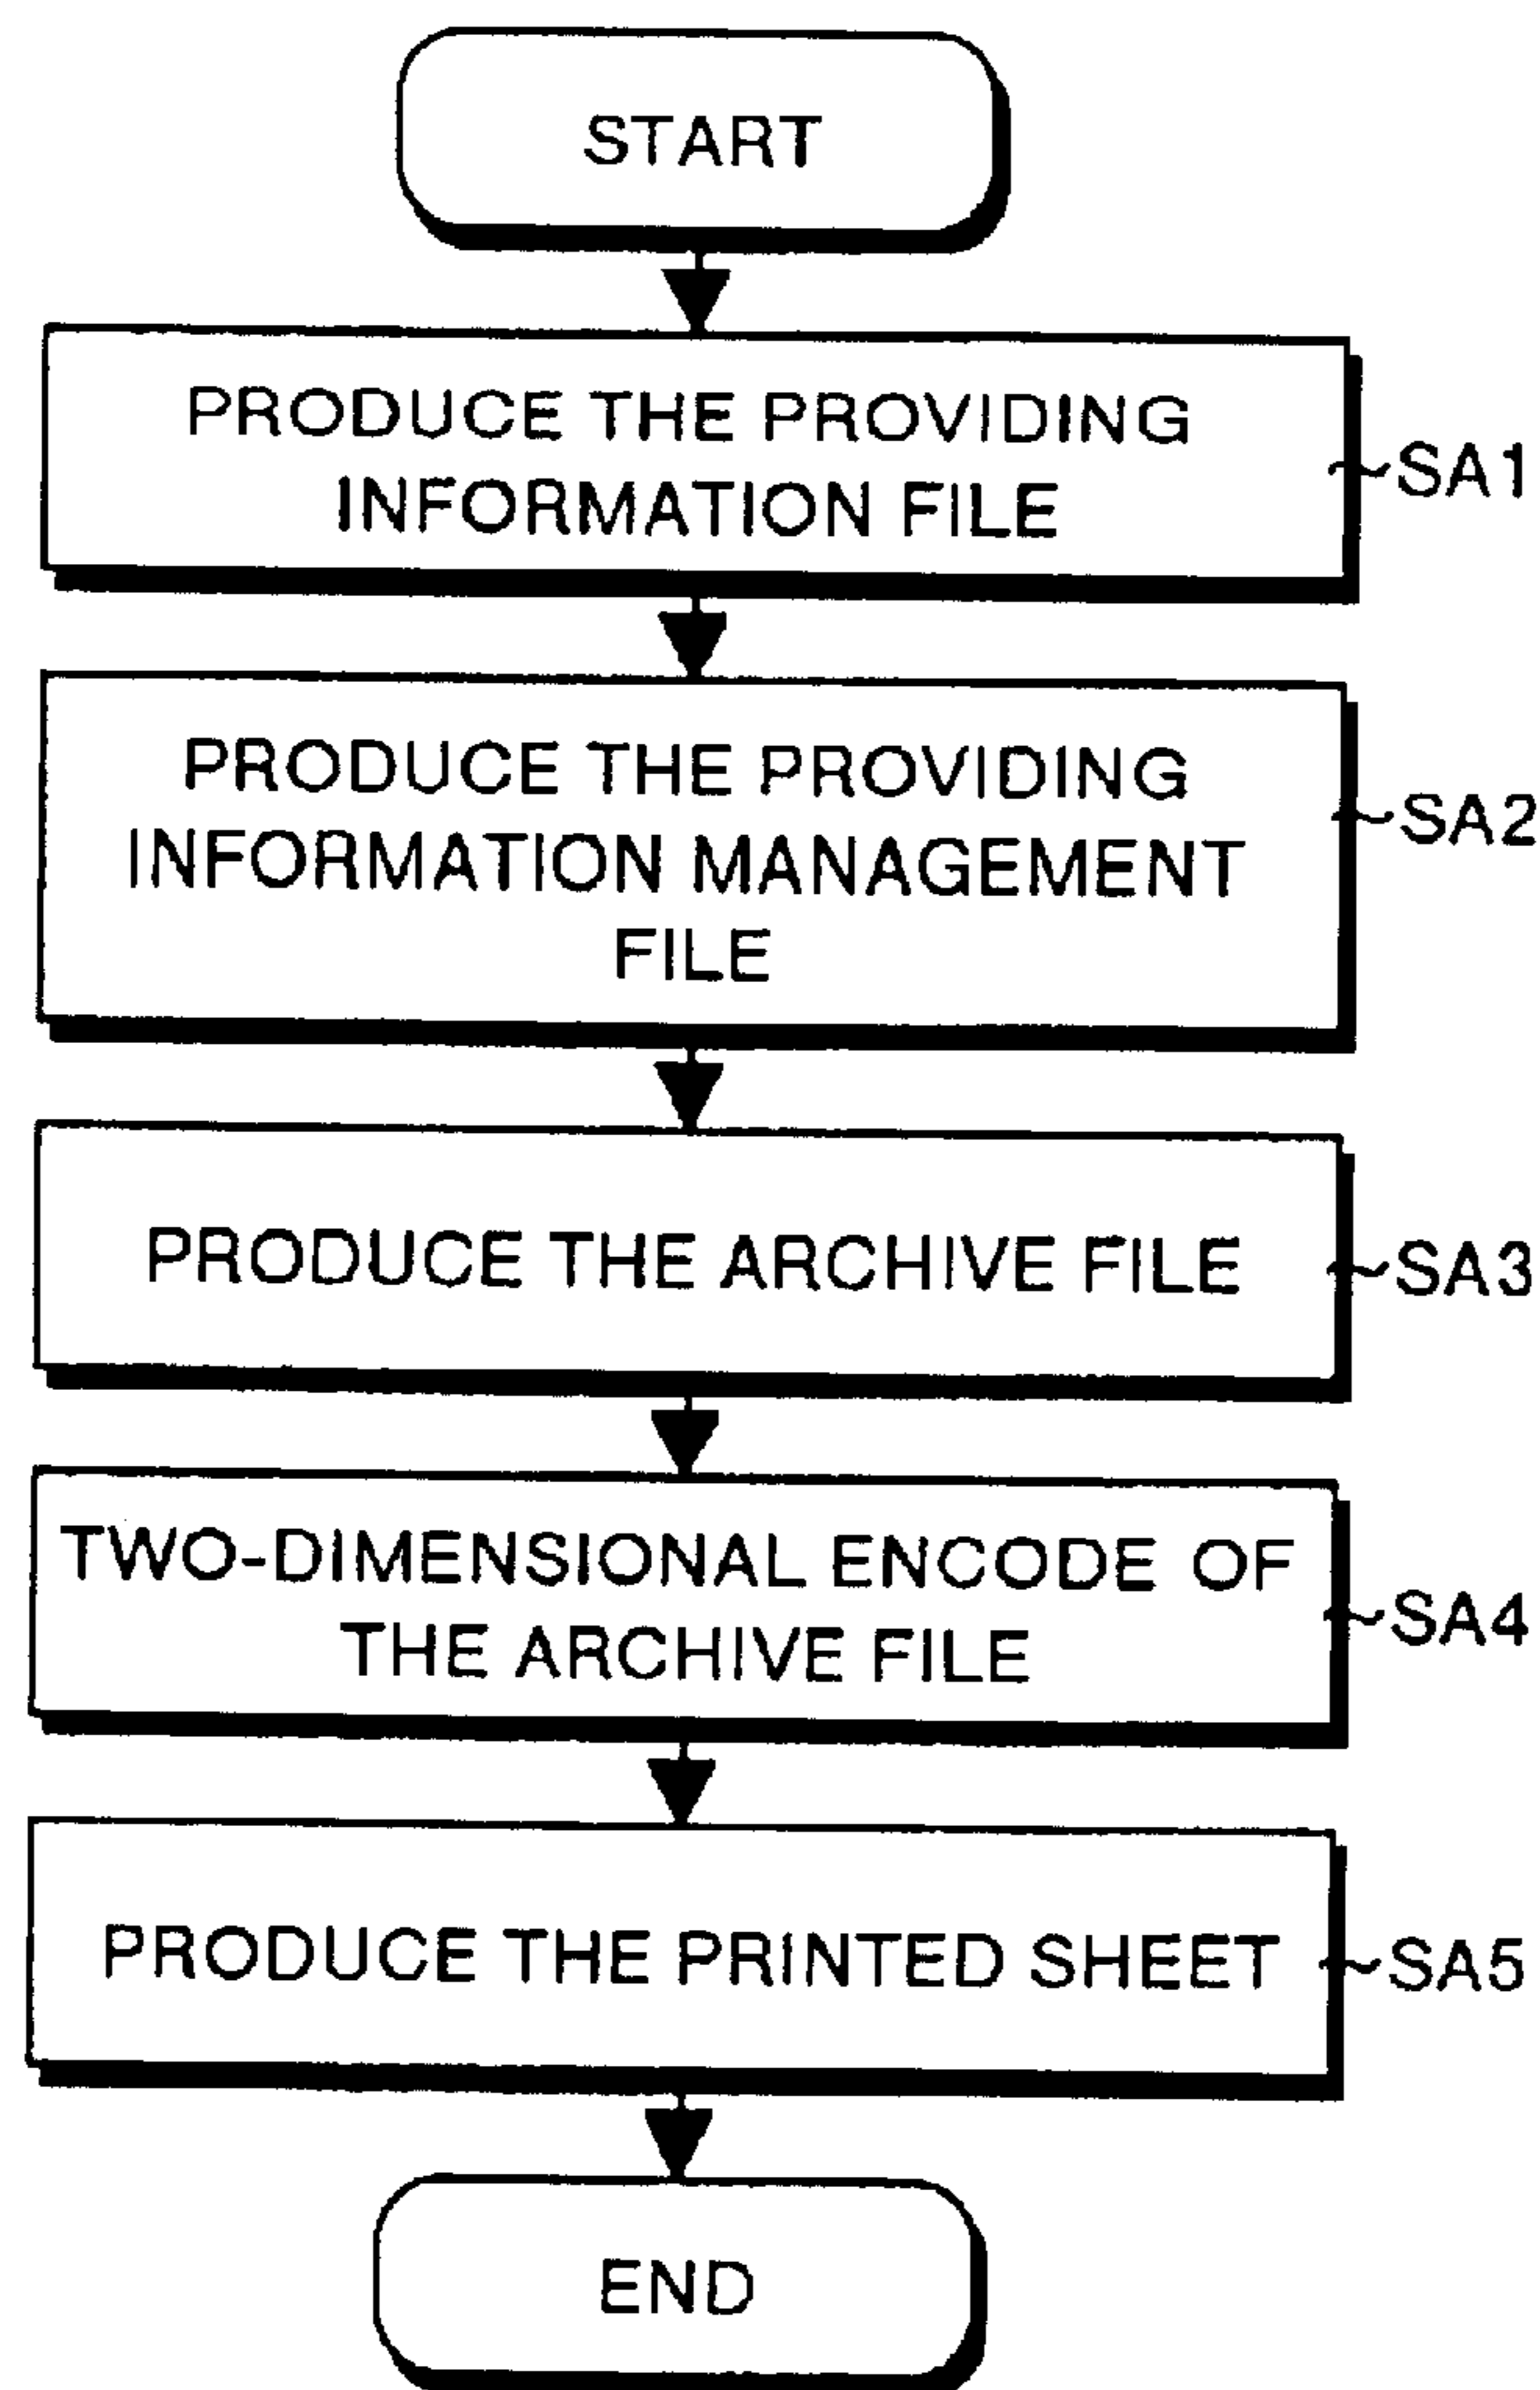 START
PRODUCE THE PROVIDING
INFORMATION FILE
SA1
PRODUCE THE PROVIDING
INFORMATION MANAGEMENT
FILE
SA2
PRODUCE THE ARCHIVE FILE
SA3
TWO-DIMENSIONAL ENCODE OF
THE ARCHIVE FILE
SA4
PRODUCE THE PRINTED SHEET
SA5
END